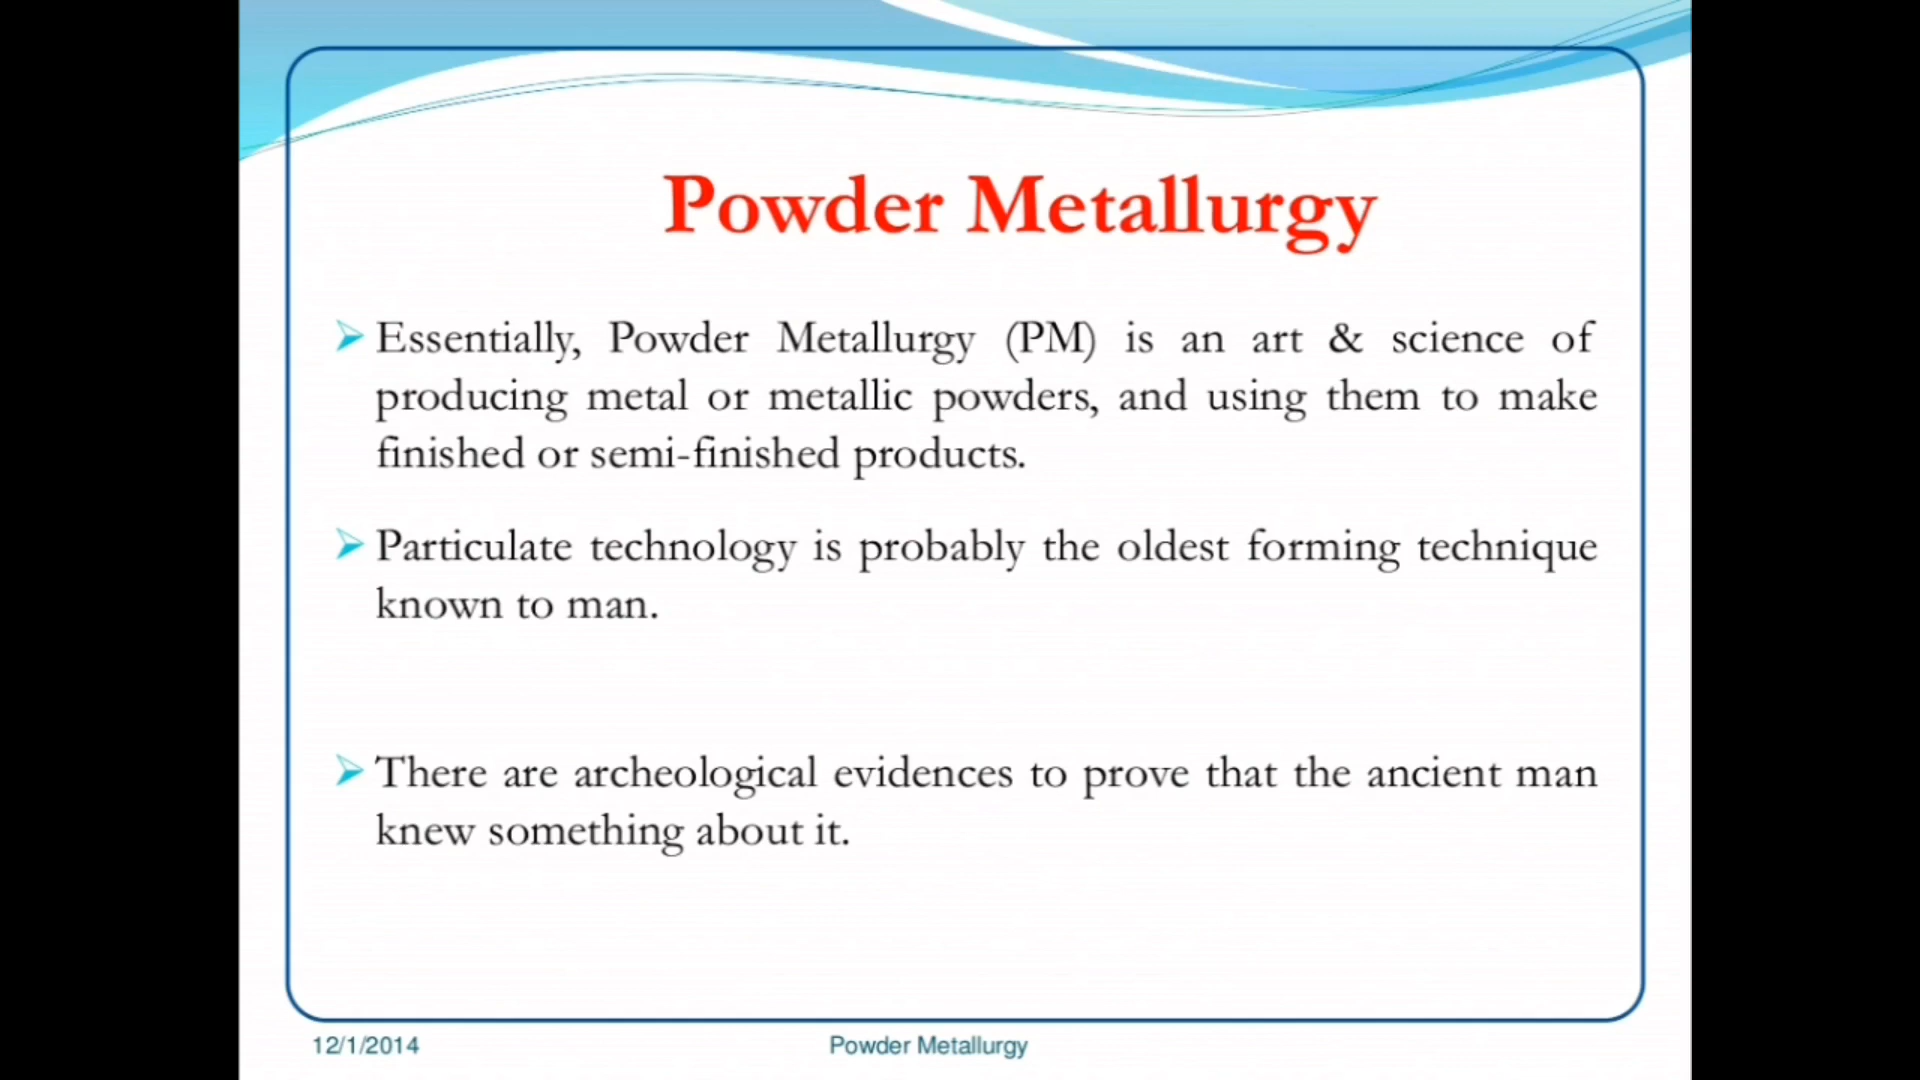 Powder Metallurgy
Essentially, Powder Metallurgy (PM) is an art & science of
producing metal or metallic powders, and using them to make
finished or semi-finished products.
Particulate technology is probably the oldest forming technique
known to man.
There are archeological evidences to prove that the ancient man
knew something about it.
12/1/2014
Powder Metallurgy